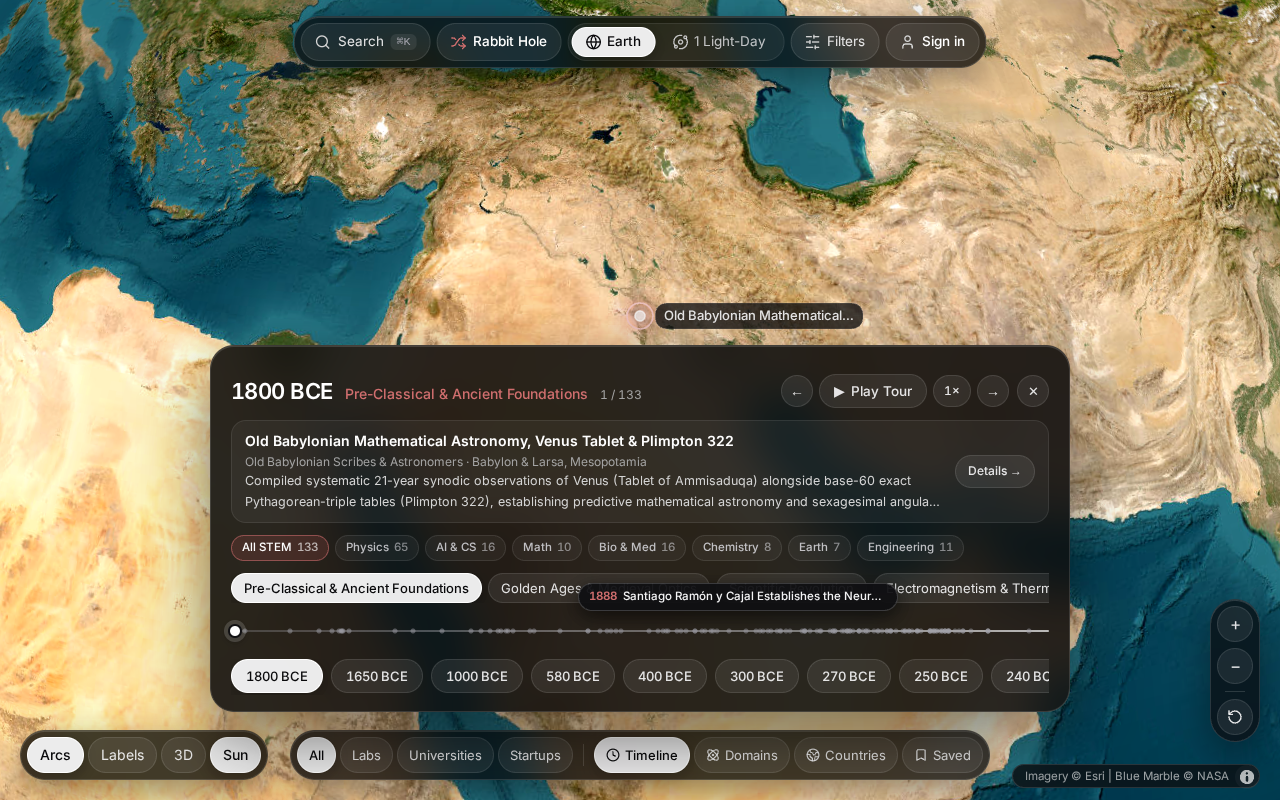 Search ⌘K Rabbit Hole Earth 1 Light-Day Filters Sign in
Old Babylonian Mathematical...
1800 BCE Pre-Classical & Ancient Foundations 1 / 133 ← ▶ Play Tour 1× → ✕
Old Babylonian Mathematical Astronomy, Venus Tablet & Plimpton 322
Old Babylonian Scribes & Astronomers · Babylon & Larsa, Mesopotamia
Compiled systematic 21-year synodic observations of Venus (Tablet of Ammisaduqa) alongside base-60 exact
Pythagorean-triple tables (Plimpton 322), establishing predictive mathematical astronomy and sexagesimal angula...
Details →
All STEM 133 Physics 65 AI & CS 16 Math 10 Bio & Med 16 Chemistry 8 Earth 7 Engineering 11
Pre-Classical & Ancient Foundations Golden Ages Electromagnetism & Therm
1888 Santiago Ramón y Cajal Establishes the Neur...
1800 BCE 1650 BCE 1000 BCE 580 BCE 400 BCE 300 BCE 270 BCE 250 BCE 240 BC
+
−
Arcs Labels 3D Sun All Labs Universities Startups Timeline Domains Countries Saved
Imagery © Esri | Blue Marble © NASA